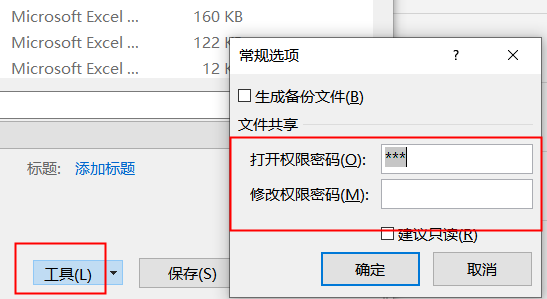 Microsoft Excel ... 160 KB
Microsoft Excel ... 122 KB
Microsoft Excel ... 12 K
标题: 添加标题
工具(L)
保存(S)
常规选项 ?
生成备份文件(B)
文件共享
打开权限密码(O): ***
修改权限密码(M):
建议只读(R)
确定 取消